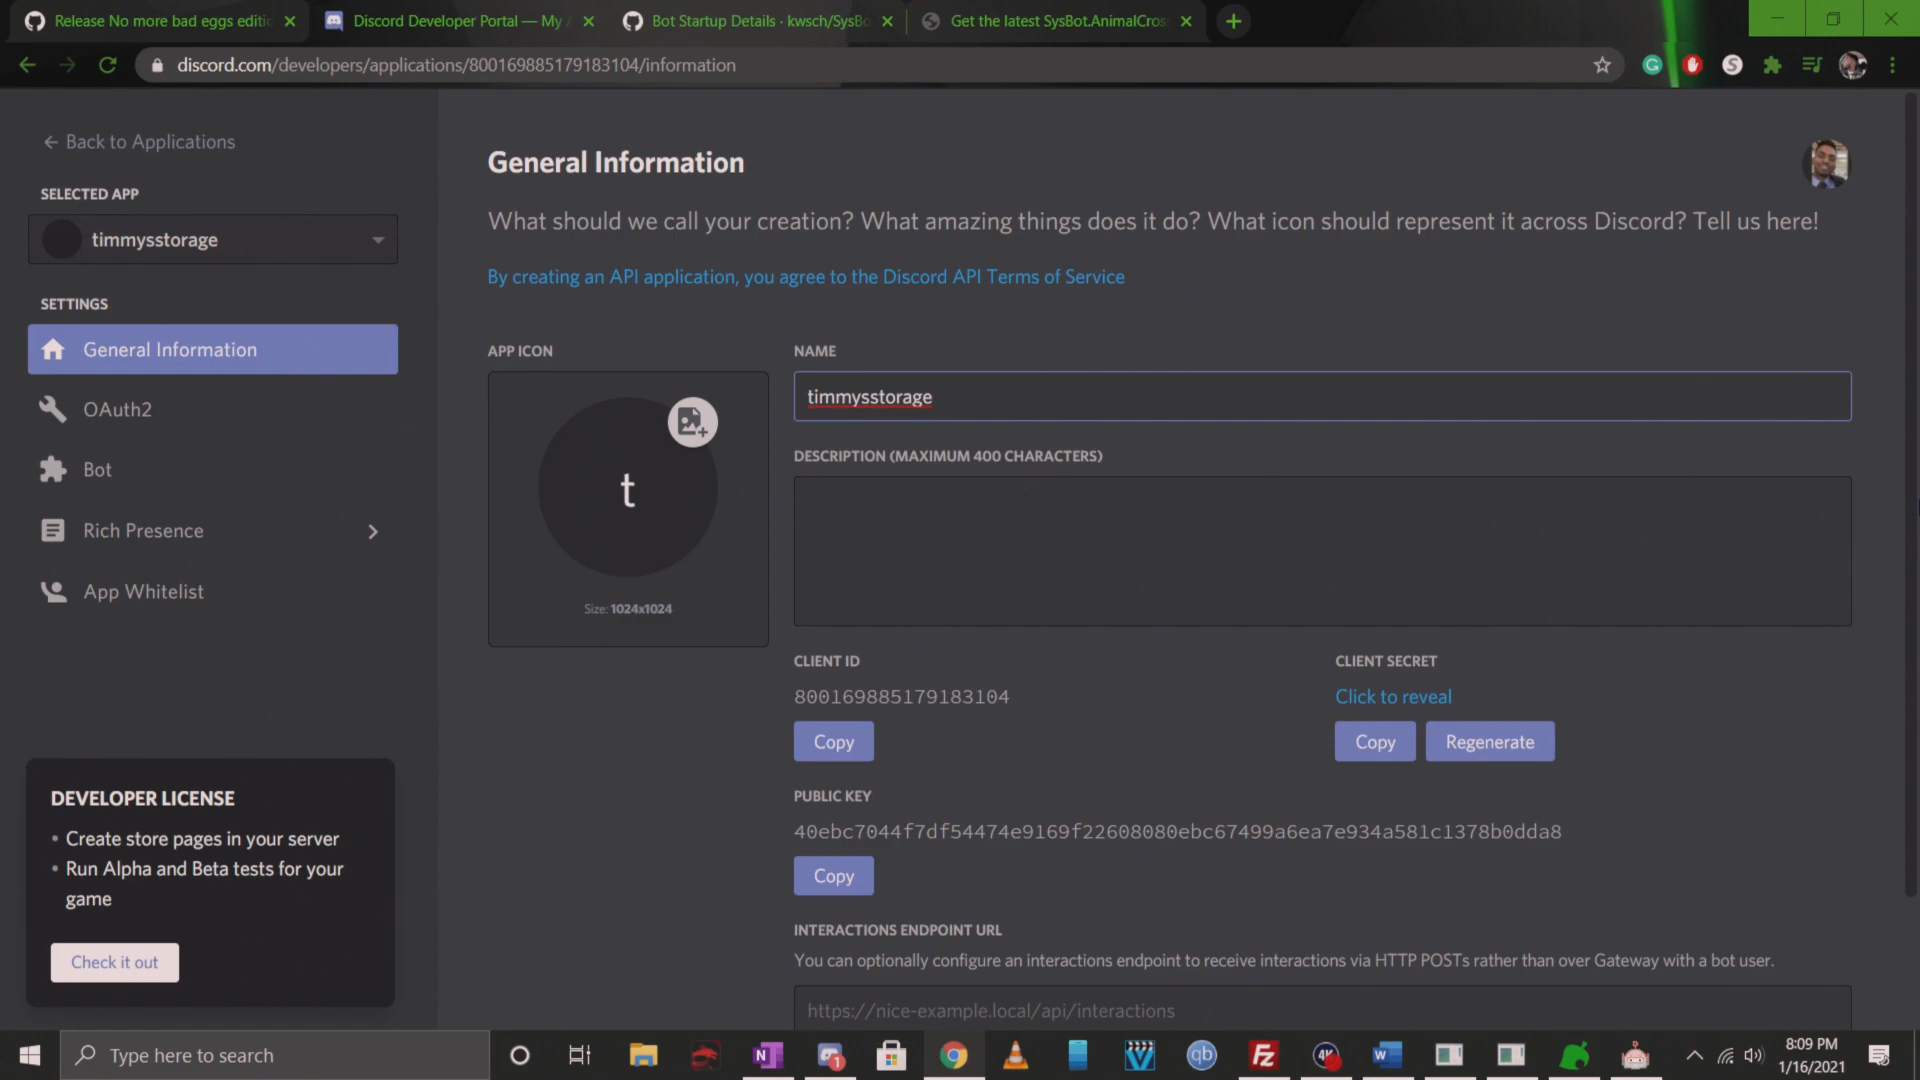 Release No more bad eggs editi
Discord Developer Portal — My
Bot Startup Details · kwsch/SysBo
Get the latest SysBot.AnimalCros
discord.com/developers/applications/800169885179183104/information
Back to Applications
SELECTED APP
timmysstorage
SETTINGS
General Information
OAuth2
Bot
Rich Presence
App Whitelist
DEVELOPER LICENSE
• Create store pages in your server
• Run Alpha and Beta tests for your
game
Check it out
General Information
What should we call your creation? What amazing things does it do? What icon should represent it across Discord? Tell us here!
By creating an API application, you agree to the Discord API Terms of Service
APP ICON
t
Size: 1024x1024
NAME
timmysstorage
DESCRIPTION (MAXIMUM 400 CHARACTERS)
CLIENT ID
800169885179183104
Copy
CLIENT SECRET
Click to reveal
Copy
Regenerate
PUBLIC KEY
40ebc7044f7df54474e9169f22608080ebc67499a6ea7e934a581c1378b0dda8
Copy
INTERACTIONS ENDPOINT URL
You can optionally configure an interactions endpoint to receive interactions via HTTP POSTs rather than over Gateway with a bot user.
https://nice-example.local/api/interactions
Type here to search
8:09 PM
1/16/2021